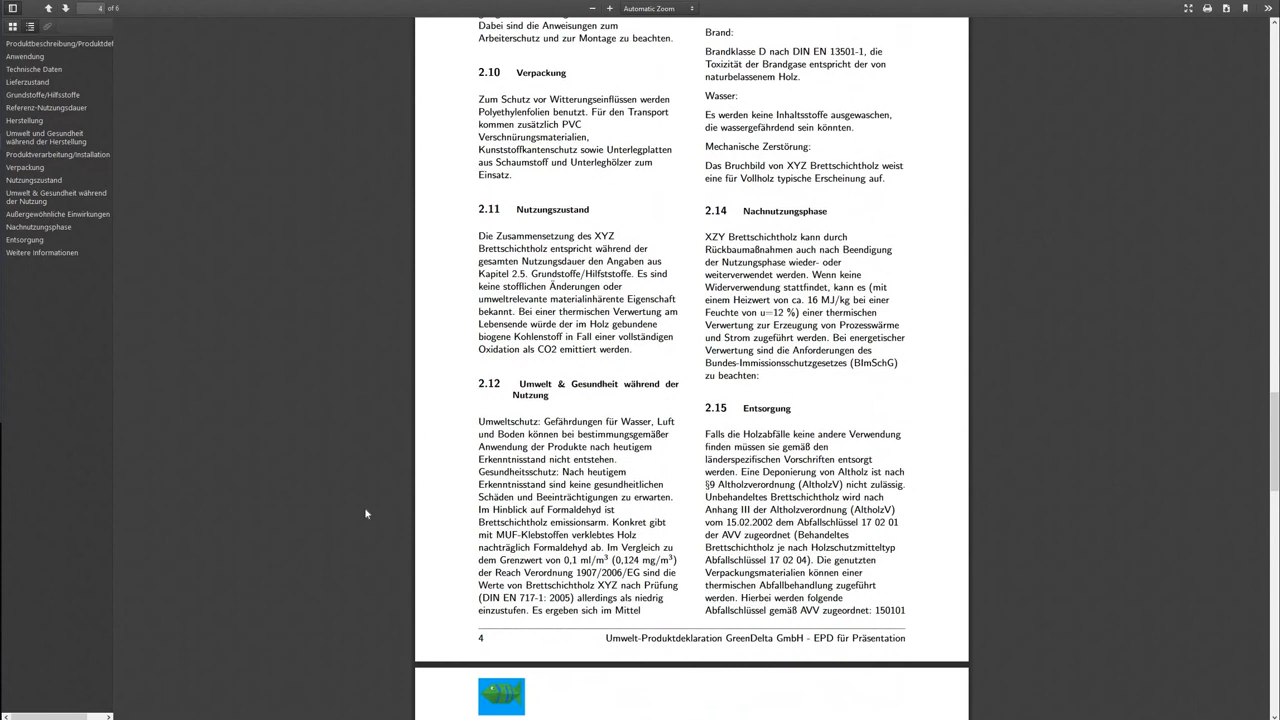 4
of 6
Automatic Zoom
Produktbeschreibung/Produktdef
Anwendung
Technische Daten
Lieferzustand
Grundstoffe/Hilfsstoffe
Referenz-Nutzungsdauer
Herstellung
Umwelt und Gesundheit
während der Herstellung
Produktverarbeitung/Installation
Verpackung
Nutzungszustand
Umwelt & Gesundheit während
der Nutzung
Außergewöhnliche Einwirkungen
Nachnutzungsphase
Entsorgung
Weitere Informationen
Dabei sind die Anweisungen zum
Arbeiterschutz und zur Montage zu beachten.
2.10 Verpackung
Zum Schutz vor Witterungseinflüssen werden
Polyethylenfolien benutzt. Für den Transport
kommen zusätzlich PVC
Verschnürungsmaterialien,
Kunststoffkantenschutz sowie Unterlegplatten
aus Schaumstoff und Unterleghölzer zum
Einsatz.
2.11 Nutzungszustand
Die Zusammensetzung des XYZ
Brettschichtholz entspricht während der
gesamten Nutzungsdauer den Angaben aus
Kapitel 2.5. Grundstoffe/Hilfststoffe. Es sind
keine stofflichen Änderungen oder
umweltrelevante materialinhärente Eigenschaft
bekannt. Bei einer thermischen Verwertung am
Lebensende würde der im Holz gebundene
biogene Kohlenstoff in Fall einer vollständigen
Oxidation als CO2 emittiert werden.
2.12 Umwelt & Gesundheit während der
Nutzung
Umweltschutz: Gefährdungen für Wasser, Luft
und Boden können bei bestimmungsgemäßer
Anwendung der Produkte nach heutigem
Erkenntnisstand nicht entstehen.
Gesundheitsschutz: Nach heutigem
Erkenntnisstand sind keine gesundheitlichen
Schäden und Beeinträchtigungen zu erwarten.
Im Hinblick auf Formaldehyd ist
Brettschichtholz emissionsarm. Konkret gibt
mit MUF-Klebstoffen verklebtes Holz
nachträglich Formaldehyd ab. Im Vergleich zu
dem Grenzwert von 0,1 ml/m³ (0,124 mg/m³)
der Reach Verordnung 1907/2006/EG sind die
Werte von Brettschichtholz XYZ nach Prüfung
(DIN EN 717-1: 2005) allerdings als niedrig
einzustufen. Es ergeben sich im Mittel
Brand:
Brandklasse D nach DIN EN 13501-1, die
Toxizität der Brandgase entspricht der von
naturbelassenem Holz.
Wasser:
Es werden keine Inhaltsstoffe ausgewaschen,
die wassergefährdend sein könnten.
Mechanische Zerstörung:
Das Bruchbild von XYZ Brettschichtholz weist
eine für Vollholz typische Erscheinung auf.
2.14 Nachnutzungsphase
XZY Brettschichtholz kann durch
Rückbaumaßnahmen auch nach Beendigung
der Nutzungsphase wieder- oder
weiterverwendet werden. Wenn keine
Widerverwendung stattfindet, kann es (mit
einem Heizwert von ca. 16 MJ/kg bei einer
Feuchte von u=12 %) einer thermischen
Verwertung zur Erzeugung von Prozesswärme
und Strom zugeführt werden. Bei energetischer
Verwertung sind die Anforderungen des
Bundes-Immissionsschutzgesetzes (BImSchG)
zu beachten:
2.15 Entsorgung
Falls die Holzabfälle keine andere Verwendung
finden müssen sie gemäß den
länderspezifischen Vorschriften entsorgt
werden. Eine Deponierung von Altholz ist nach
§9 Altholzverordnung (AltholzV) nicht zulässig.
Unbehandeltes Brettschichtholz wird nach
Anhang III der Altholzverordnung (AltholzV)
vom 15.02.2002 dem Abfallschlüssel 17 02 01
der AVV zugeordnet (Behandeltes
Brettschichtholz je nach Holzschutzmitteltyp
Abfallschlüssel 17 02 04). Die genutzten
Verpackungsmaterialien können einer
thermischen Abfallbehandlung zugeführt
werden. Hierbei werden folgende
Abfallschlüssel gemäß AVV zugeordnet: 150101
4
Umwelt-Produktdeklaration GreenDelta GmbH - EPD für Präsentation